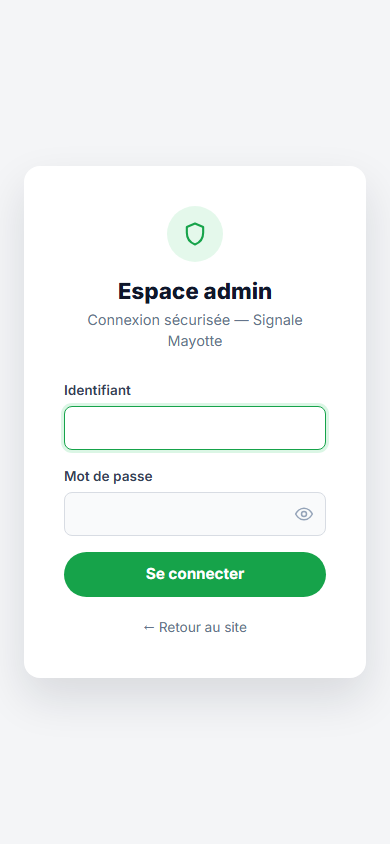 Espace admin
Connexion sécurisée — Signale
Mayotte
Identifiant
Mot de passe
Se connecter
← Retour au site